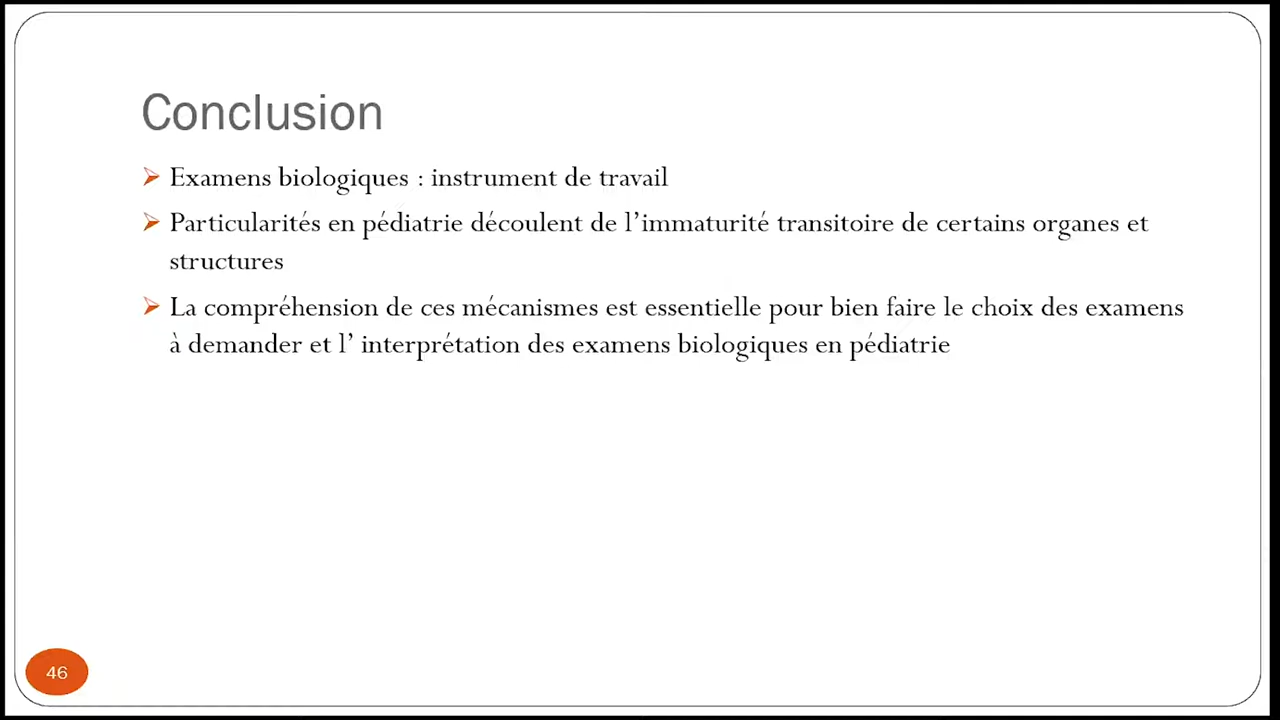 Conclusion
Examens biologiques : instrument de travail
Particularités en pédiatrie découlent de l’immaturité transitoire de certains organes et
structures
La compréhension de ces mécanismes est essentielle pour bien faire le choix des examens
à demander et l’ interprétation des examens biologiques en pédiatrie
46